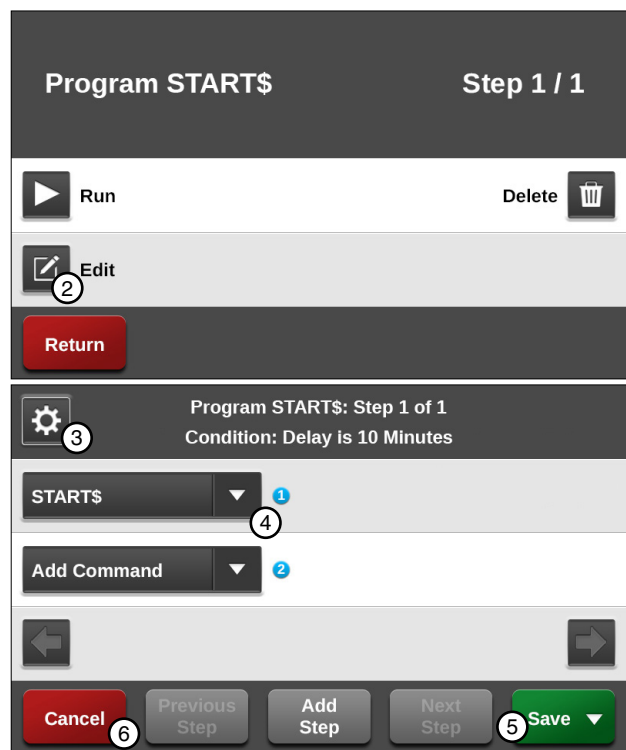 Program START$ Step 1 / 1
Run Delete
Edit
2
Return
Program START$: Step 1 of 1
3
Condition: Delay is 10 Minutes
START$ 1
4
Add Command 2
Cancel Previous Step Add Step Next Step Save
6 5